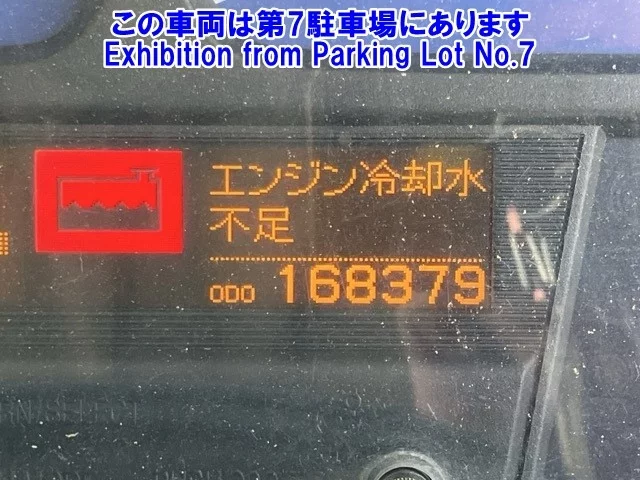 この車両は第7駐車場にあります
Exhibition from Parking Lot No.7
エンジン冷却水
不足
ODO 168379